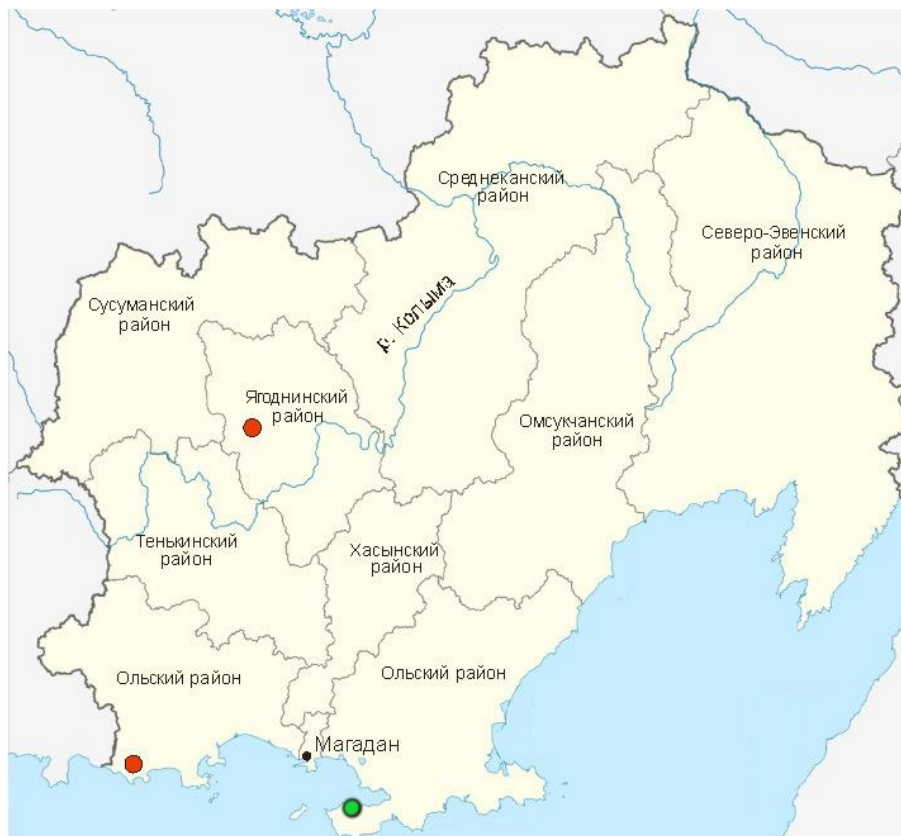 Среднеканский
район
Северо-Эвенский
район
Сусуманский
район
р. Колыма
Ягоднинский
район
Омсукчанский
район
Тенькинский
район
Хасынский
район
Ольский район
Ольский район
Магадан